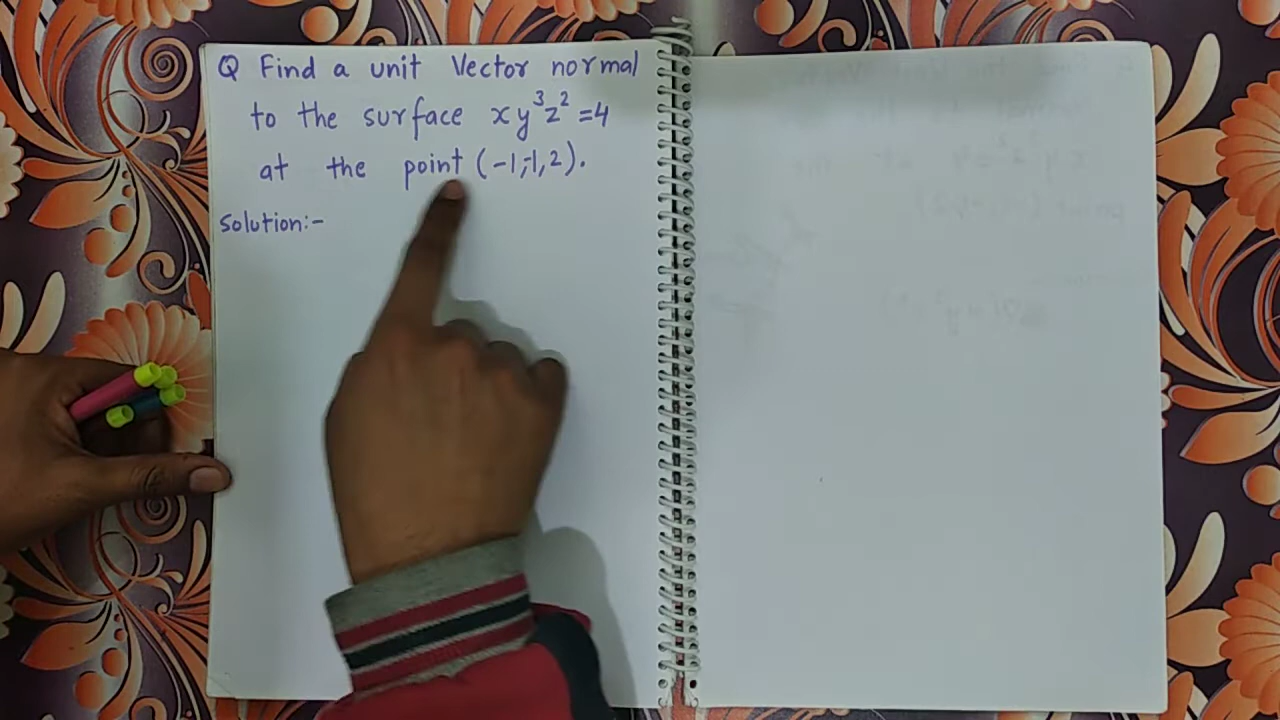 Q Find a unit Vector normal
to the surface xy³z² =4
at the point (-1,-1,2).
Solution:-